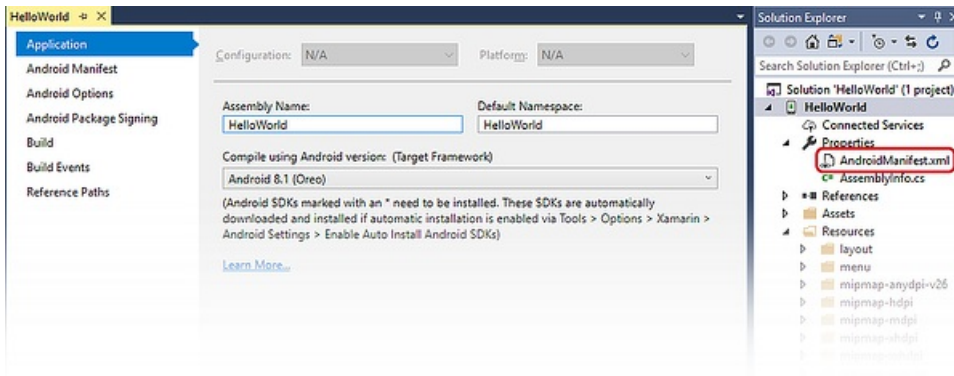 HelloWorld
Application
Android Manifest
Android Options
Android Package Signing
Build
Build Events
Reference Paths
Configuration: N/A Platform: N/A
Assembly Name: Default Namespace:
HelloWorld HelloWorld
Compile using Android version: (Target Framework)
Android 8.1 (Oreo)
(Android SDKs marked with an * need to be installed. These SDKs are automatically
downloaded and installed if automatic installation is enabled via Tools > Options > Xamarin >
Android Settings > Enable Auto Install Android SDKs)
Learn More...
Solution Explorer
Search Solution Explorer (Ctrl+;)
Solution 'HelloWorld' (1 project)
HelloWorld
Connected Services
Properties
AndroidManifest.xml
C# AssemblyInfo.cs
References
Assets
Resources
layout
menu
mipmap-anydpi-v26
mipmap-hdpi
mipmap-mdpi
mipmap-xhdpi